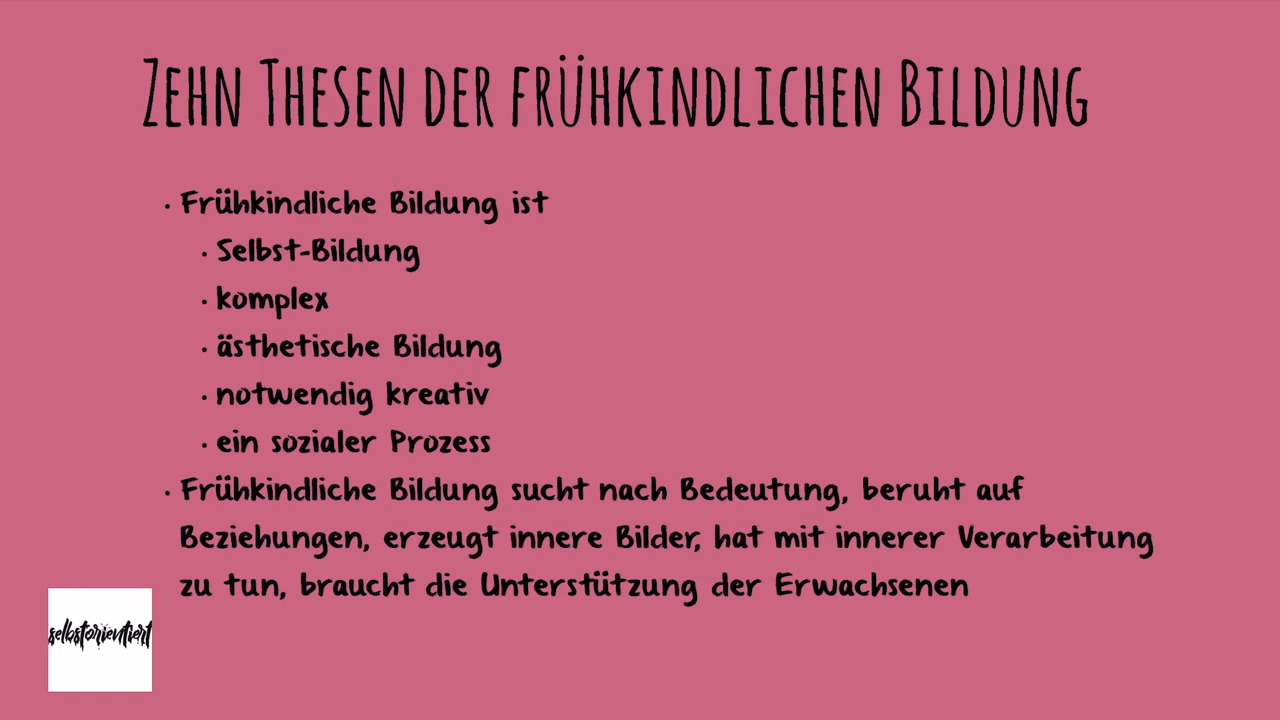 Zehn Thesen der frühkindlichen Bildung
• Frühkindliche Bildung ist
• Selbst-Bildung
• komplex
• ästhetische Bildung
• notwendig kreativ
• ein sozialer Prozess
• Frühkindliche Bildung sucht nach Bedeutung, beruht auf
Beziehungen, erzeugt innere Bilder, hat mit innerer Verarbeitung
zu tun, braucht die Unterstützung der Erwachsenen
selbstorientiert